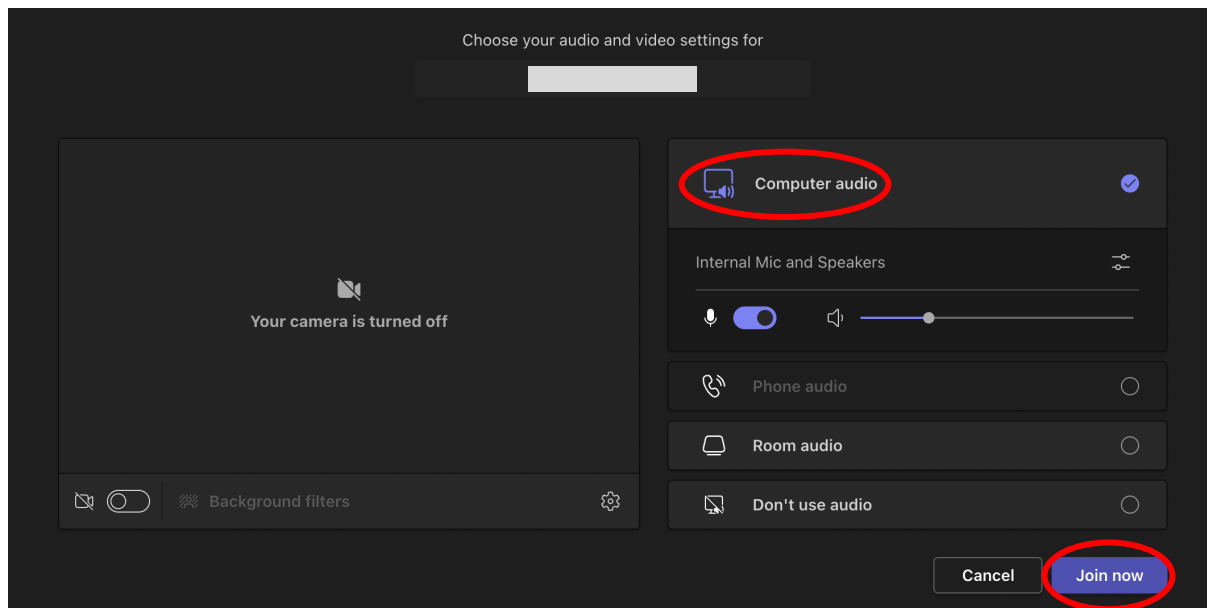 Choose your audio and video settings for
Your camera is turned off
Background filters
Computer audio
Internal Mic and Speakers
Phone audio
Room audio
Don't use audio
Cancel
Join now